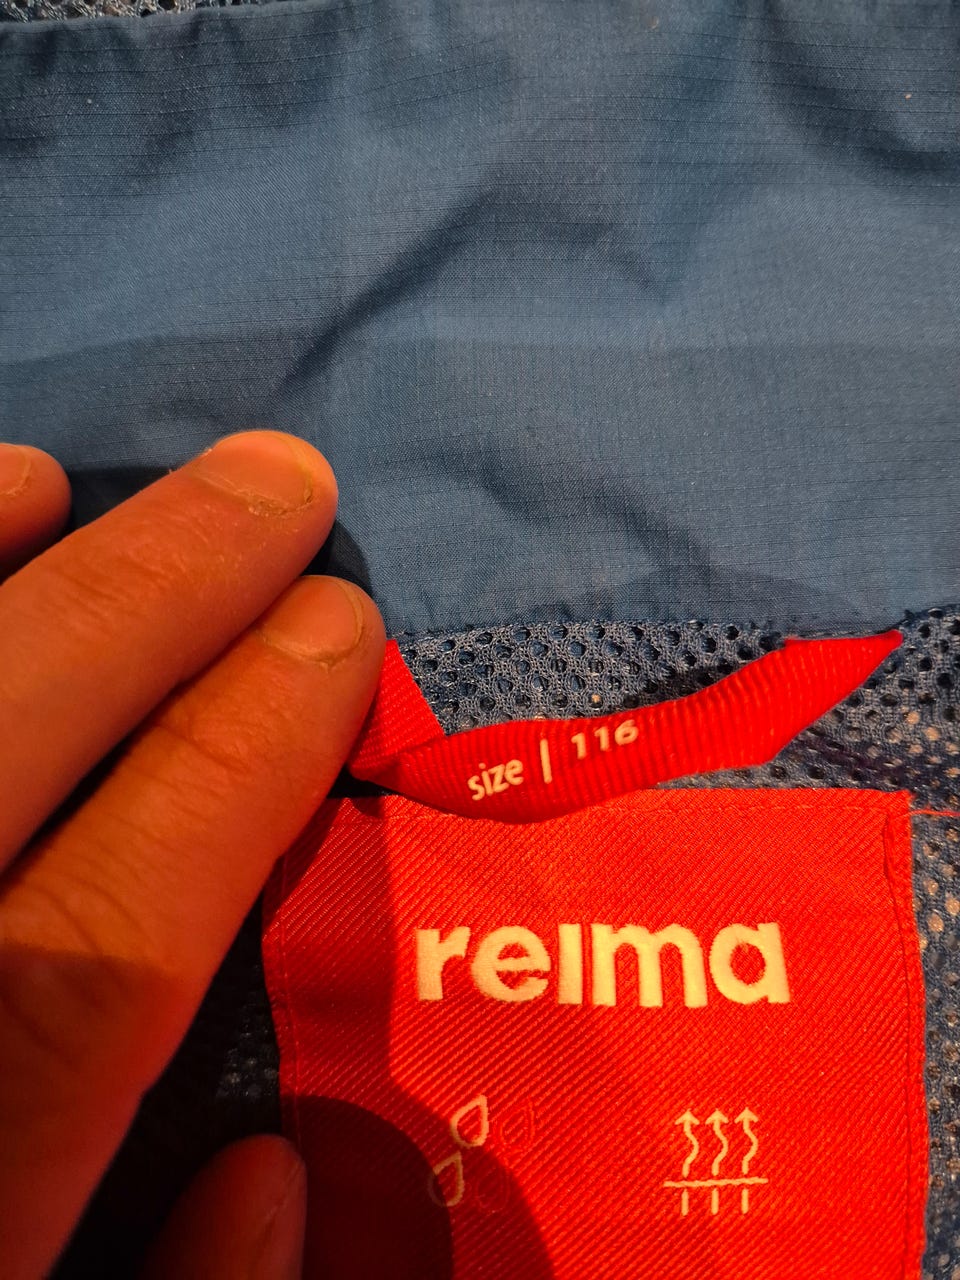 size | 116
reima